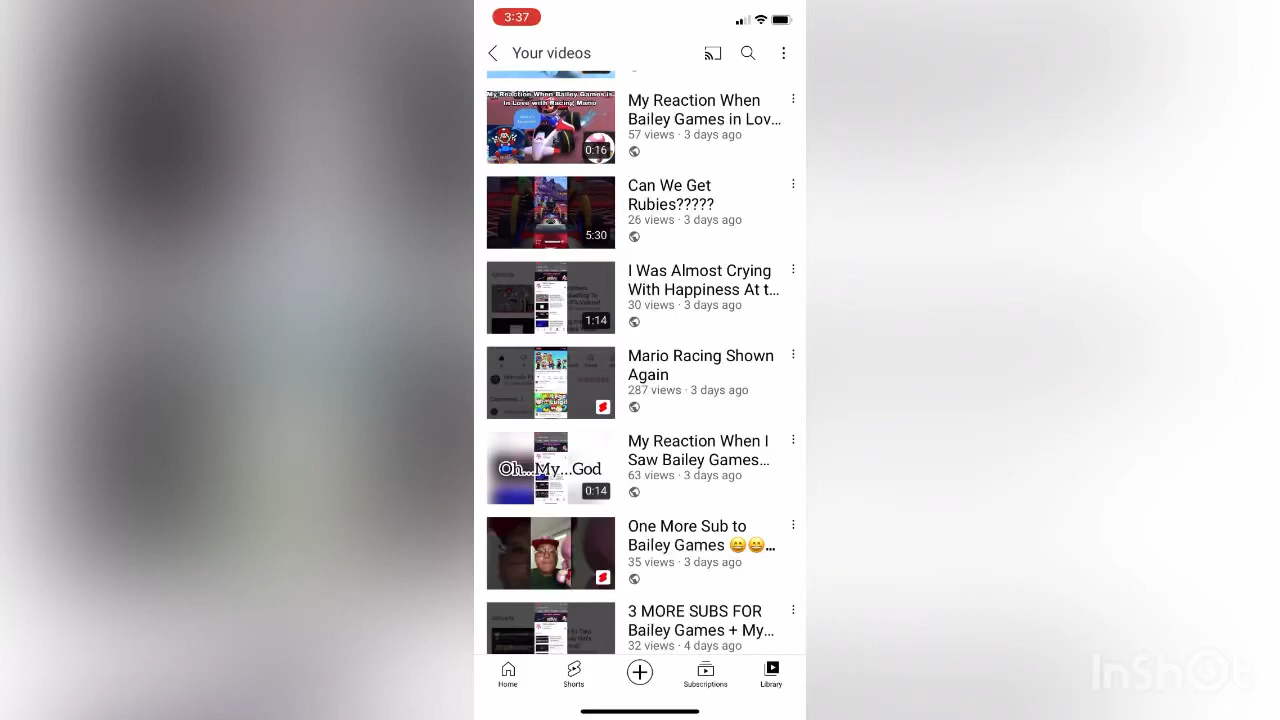 3:37
Your videos
My Reaction When Bailey Games is
In Love with Racing Mario
0:16
My Reaction When
Bailey Games in Lov...
57 views · 3 days ago
5:30
Can We Get
Rubies?????
26 views · 3 days ago
1:14
I Was Almost Crying
With Happiness At t...
30 views · 3 days ago
Mario Racing Shown
Again
287 views · 3 days ago
Oh...My...God
0:14
My Reaction When I
Saw Bailey Games...
63 views · 3 days ago
One More Sub to
Bailey Games 😄😄...
35 views · 3 days ago
3 MORE SUBS FOR
Bailey Games + My...
32 views · 4 days ago
Home
Shorts
Subscriptions
Library
InShOt